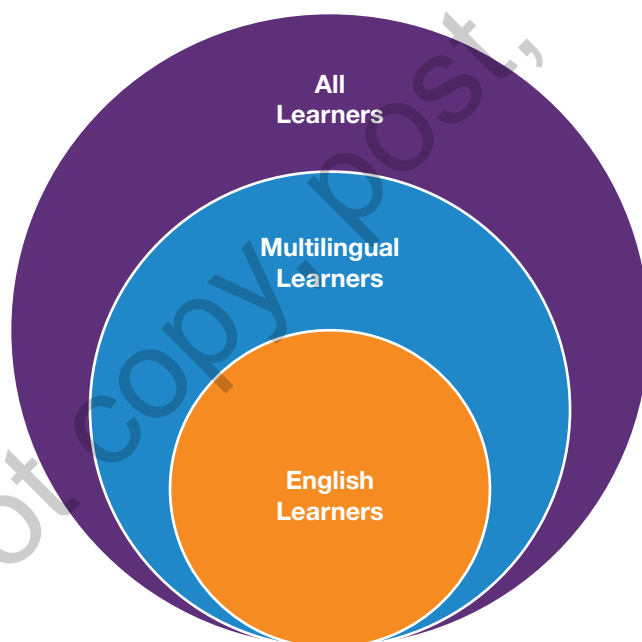 All
Learners
Multilingual
Learners
English
Learners
ot copy, post,